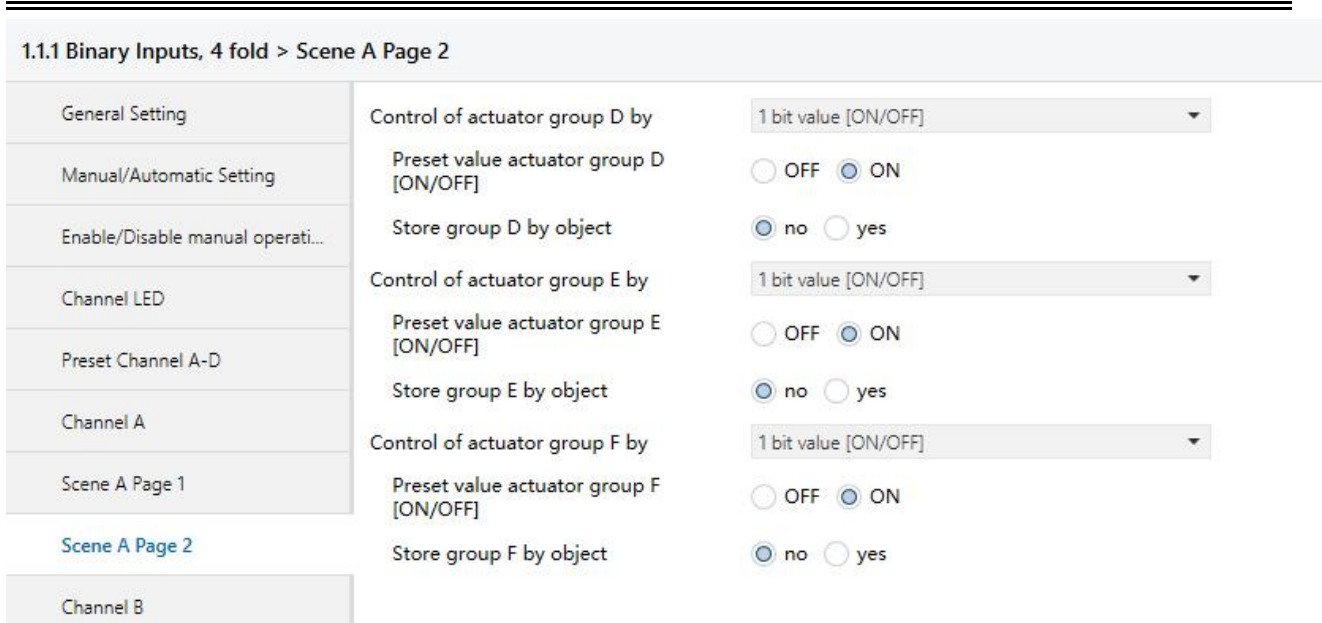 1.1.1 Binary Inputs, 4 fold > Scene A Page 2
General Setting
Manual/Automatic Setting
Enable/Disable manual operati...
Channel LED
Preset Channel A-D
Channel A
Scene A Page 1
Scene A Page 2
Channel B
Control of actuator group D by
1 bit value [ON/OFF]
Preset value actuator group D
[ON/OFF]
OFF ON
Store group D by object
no yes
Control of actuator group E by
1 bit value [ON/OFF]
Preset value actuator group E
[ON/OFF]
OFF ON
Store group E by object
no yes
Control of actuator group F by
1 bit value [ON/OFF]
Preset value actuator group F
[ON/OFF]
OFF ON
Store group F by object
no yes